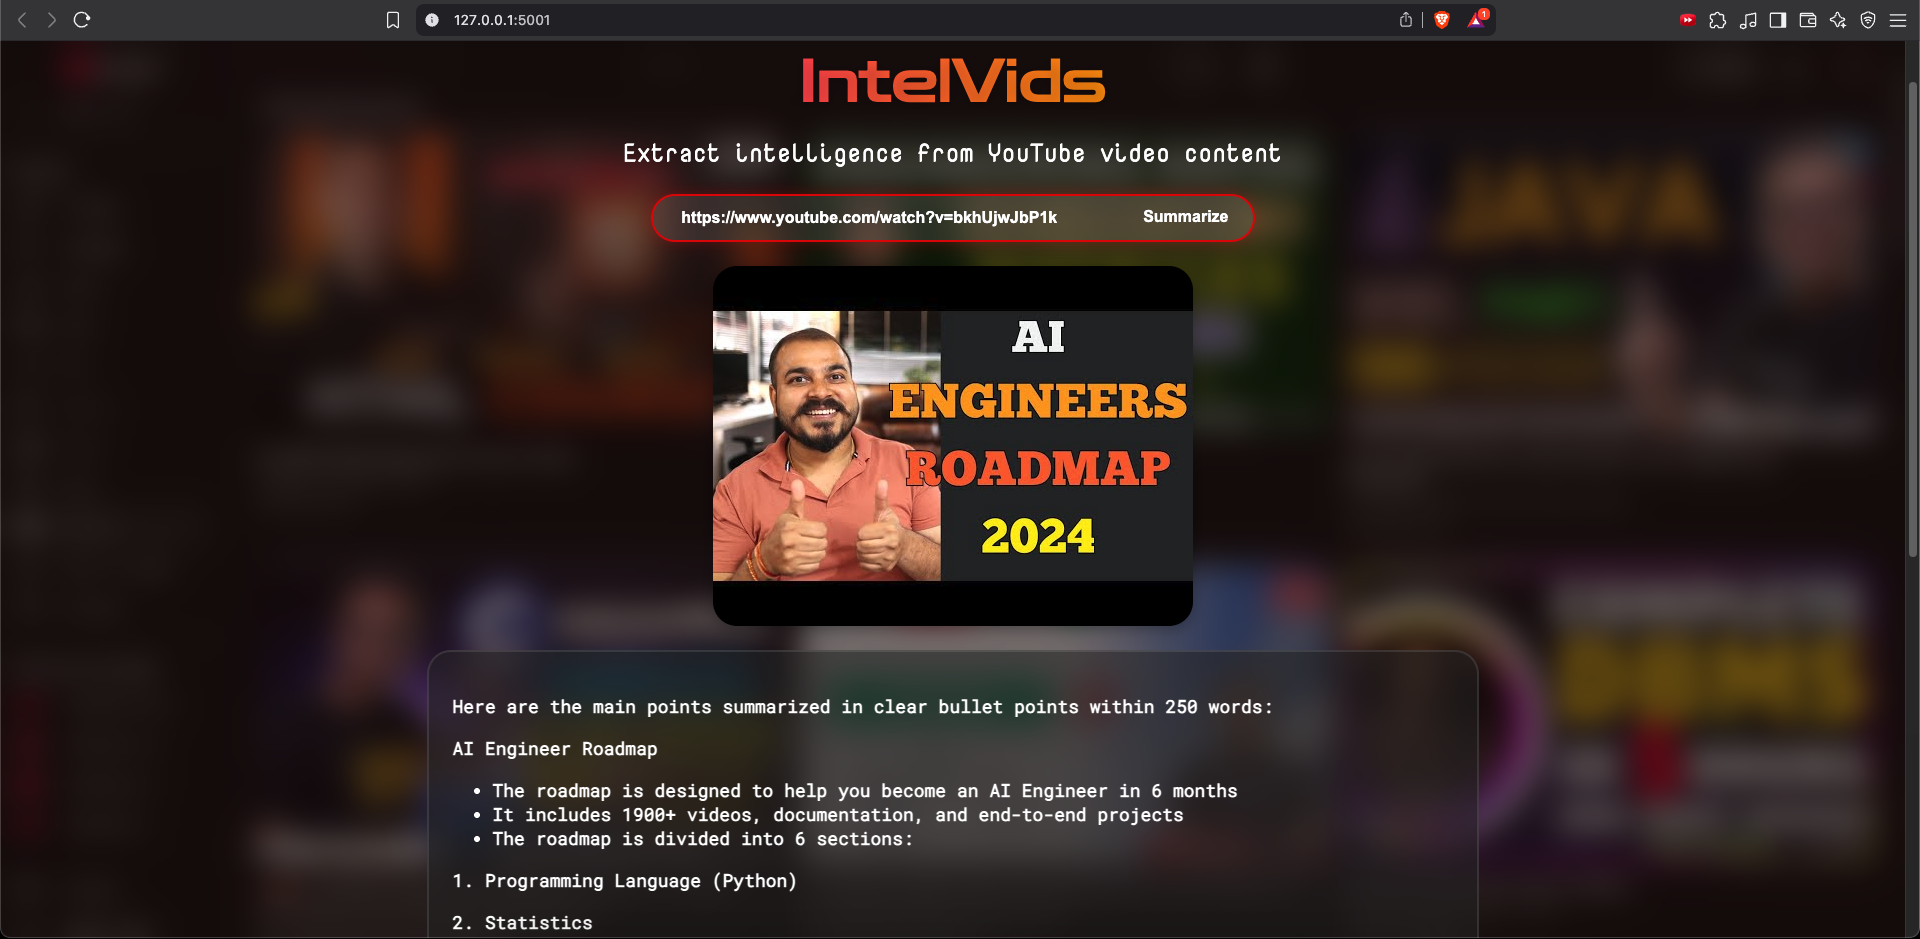 127.0.0.1:5001
1
IntelVids
Extract intelligence from YouTube video content
https://www.youtube.com/watch?v=bkhUjwJbP1k
Summarize
AI
ENGINEERS
ROADMAP
2024
Here are the main points summarized in clear bullet points within 250 words:
AI Engineer Roadmap
• The roadmap is designed to help you become an AI Engineer in 6 months
• It includes 1900+ videos, documentation, and end-to-end projects
• The roadmap is divided into 6 sections:
1. Programming Language (Python)
2. Statistics
JAVA
DBMS